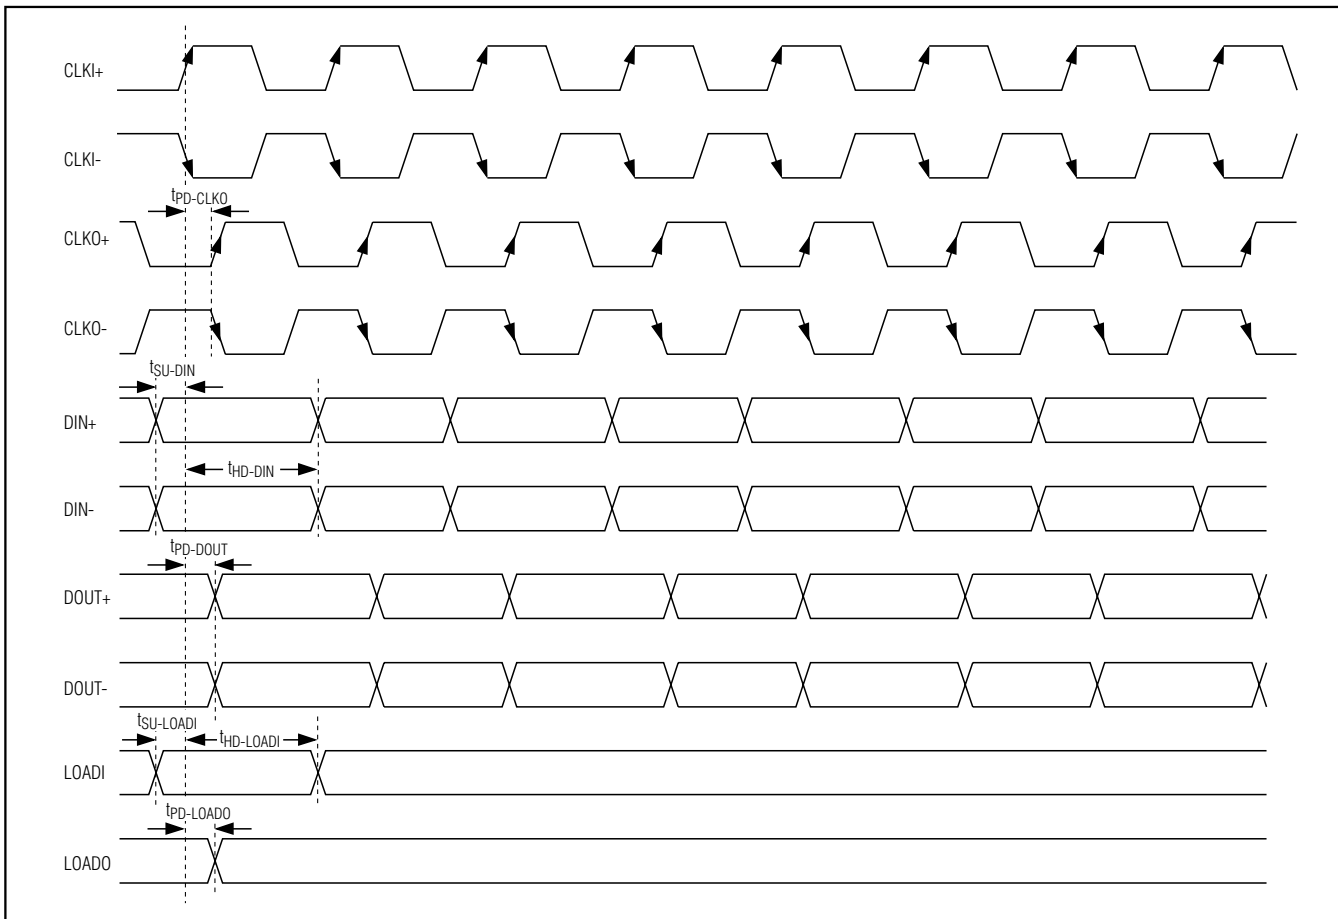 CLKI+
CLKI-
tPD-CLKO
CLKO+
CLKO-
tSU-DIN
DIN+
tHD-DIN
DIN-
tPD-DOUT
DOUT+
DOUT-
tSU-LOADI
tHD-LOADI
LOADI
tPD-LOADO
LOADO